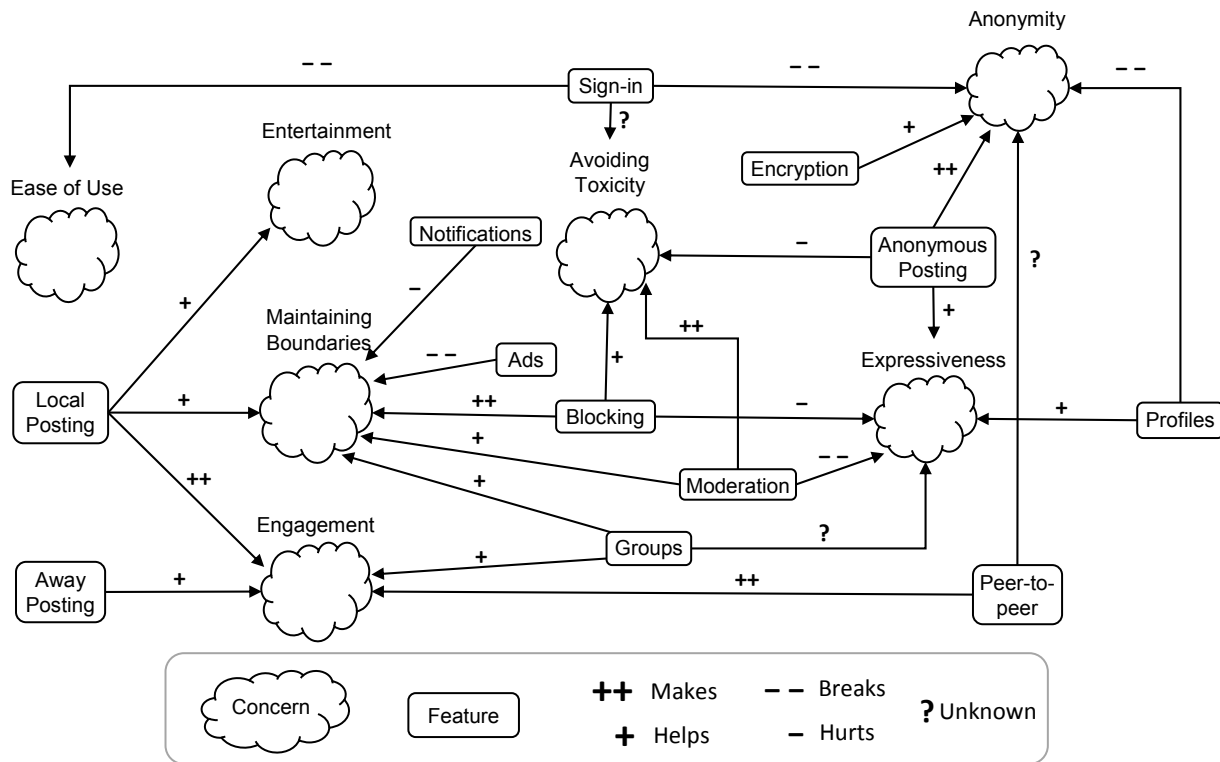 Anonymity
– –
– –
– –
Sign-in
?
Entertainment
+
Avoiding
Toxicity
Encryption
++
Ease of Use
Notifications
–
Anonymous
Posting
?
+
–
+
Maintaining
Boundaries
++
Expressiveness
– –
Ads
+
Local
Posting
+
++
Blocking
–
+
Profiles
+
– –
++
+
Moderation
Engagement
?
Groups
+
Away
Posting
+
++
Peer-to-
peer
Concern
Feature
++ Makes
– – Breaks
? Unknown
+ Helps
– Hurts